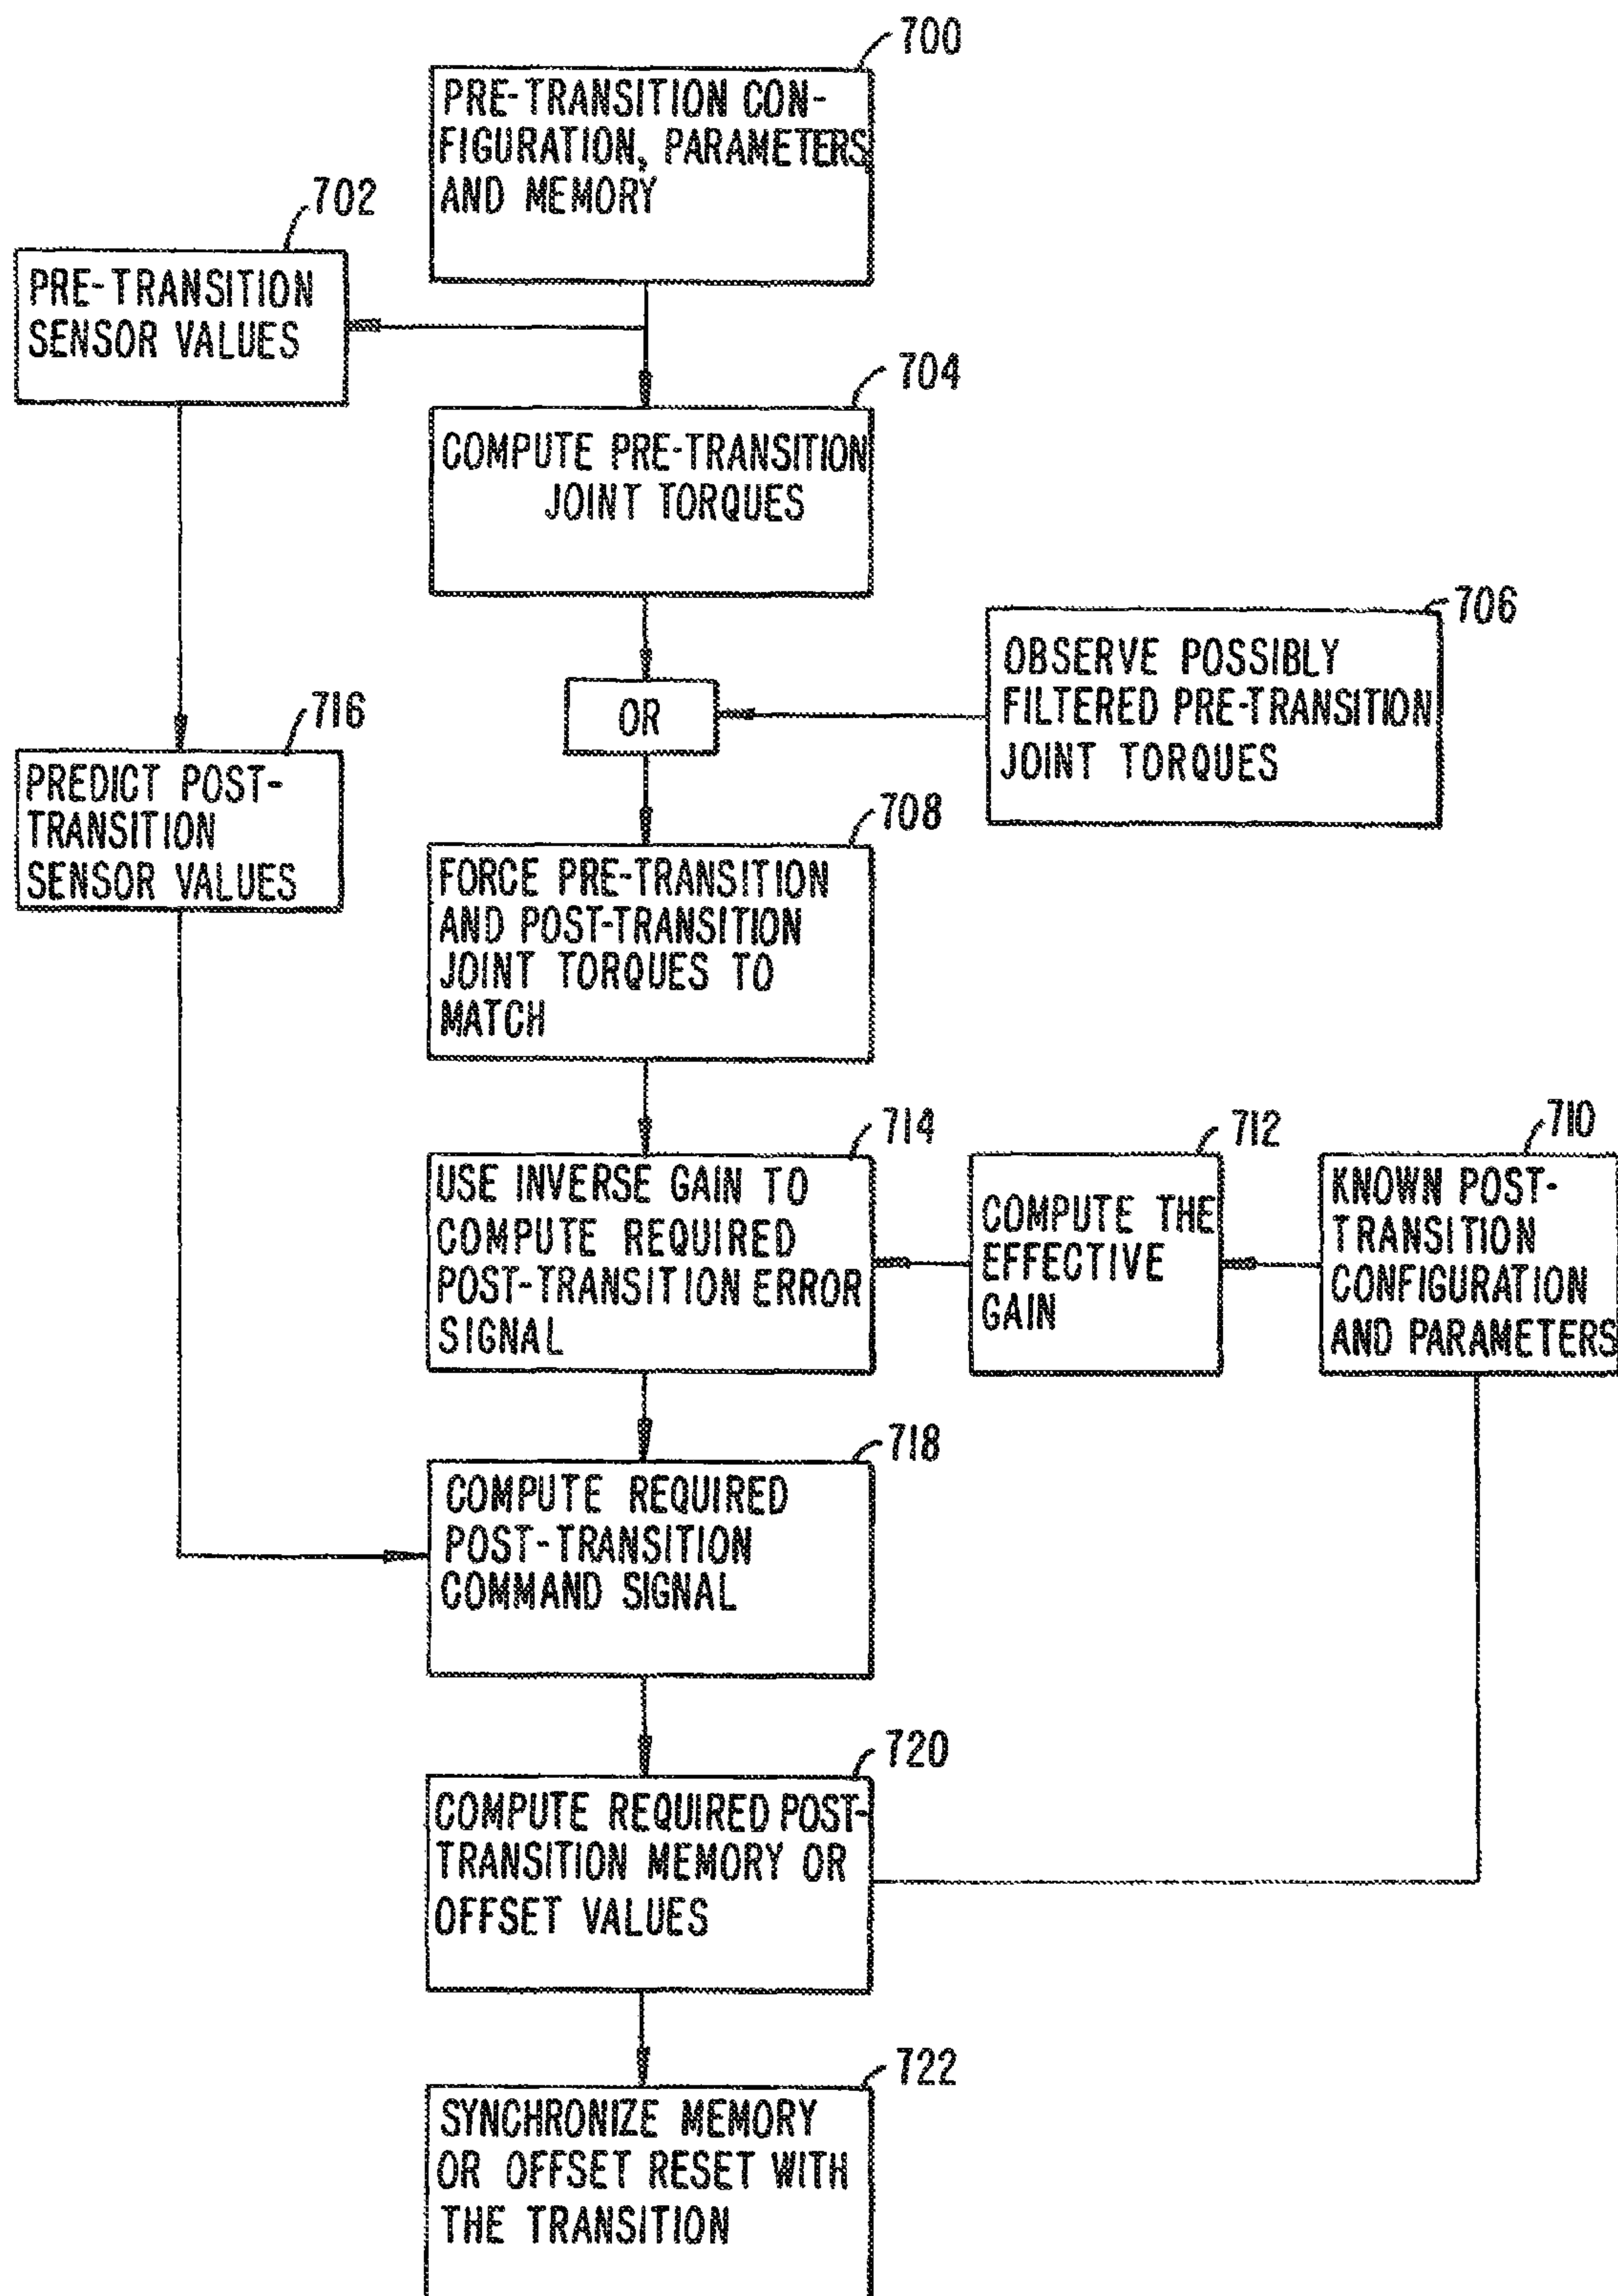 700
PRE-TRANSITION CON-
FIGURATION, PARAMETERS
AND MEMORY
702
PRE-TRANSITION
SENSOR VALUES
704
COMPUTE PRE-TRANSITION
JOINT TORQUES
706
OBSERVE POSSIBLY
FILTERED PRE-TRANSITION
JOINT TORQUES
OR
716
PREDICT POST-
TRANSITION
SENSOR VALUES
708
FORCE PRE-TRANSITION
AND POST-TRANSITION
JOINT TORQUES TO
MATCH
714
USE INVERSE GAIN TO
COMPUTE REQUIRED
POST-TRANSITION ERROR
SIGNAL
712
COMPUTE THE
EFFECTIVE
GAIN
710
KNOWN POST-
TRANSITION
CONFIGURATION
AND PARAMETERS
718
COMPUTE REQUIRED
POST-TRANSITION
COMMAND SIGNAL
720
COMPUTE REQUIRED POST-
TRANSITION MEMORY OR
OFFSET VALUES
722
SYNCHRONIZE MEMORY
OR OFFSET RESET WITH
THE TRANSITION